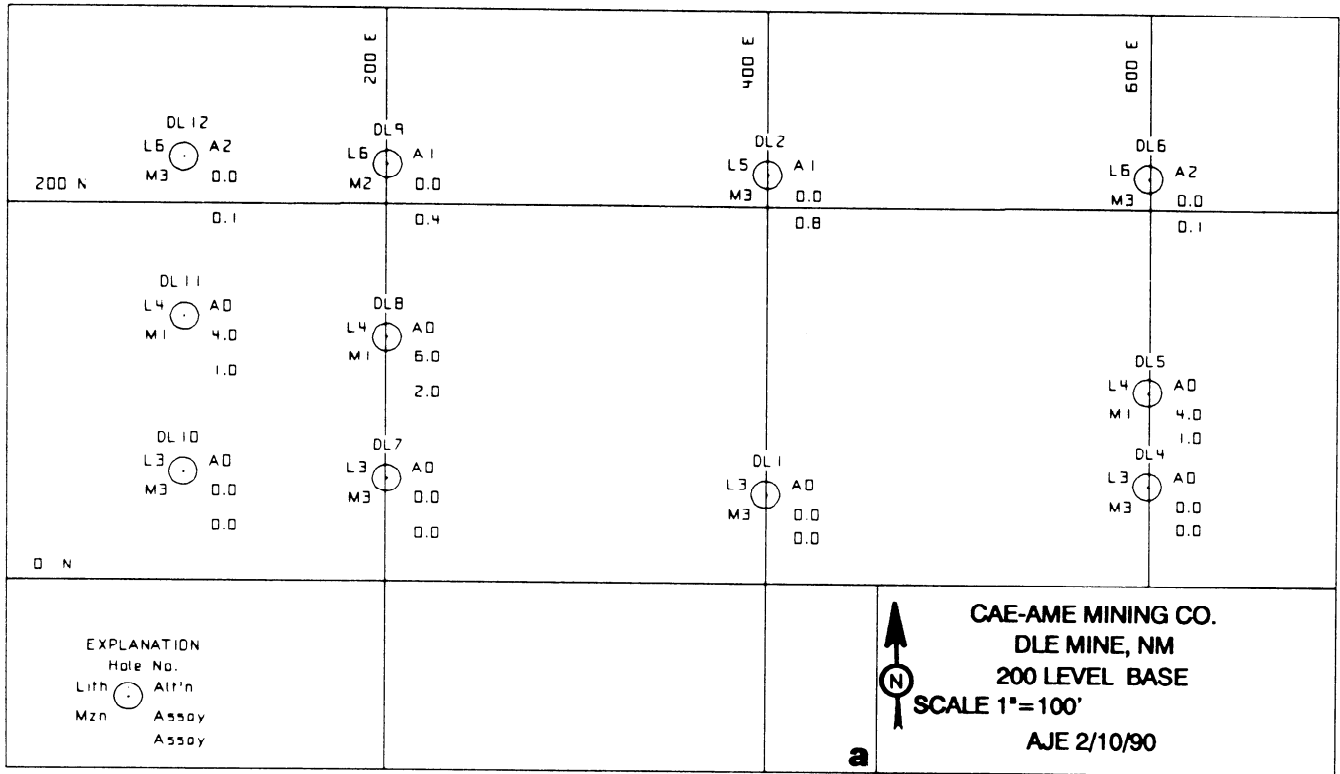 200 E
400 E
600 E
DL12
L6 A2
M3 0.0
0.1
DL9
L6 A1
M2 0.0
0.4
DL2
L5 A1
M3 0.0
0.8
DL6
L6 A2
M3 0.0
0.1
200 N
DL11
L4 A0
M1 4.0
1.0
DL8
L4 A0
M1 6.0
2.0
DL5
L4 A0
M1 4.0
1.0
DL10
L3 A0
M3 0.0
0.0
DL7
L3 A0
M3 0.0
0.0
DL1
L3 A0
M3 0.0
0.0
DL4
L3 A0
M3 0.0
0.0
0 N
EXPLANATION
Hole No.
Lith Alt'n
Mzn Assay
Assay
a
N
CAE-AME MINING CO.
DLE MINE, NM
200 LEVEL BASE
SCALE 1"=100'
AJE 2/10/90